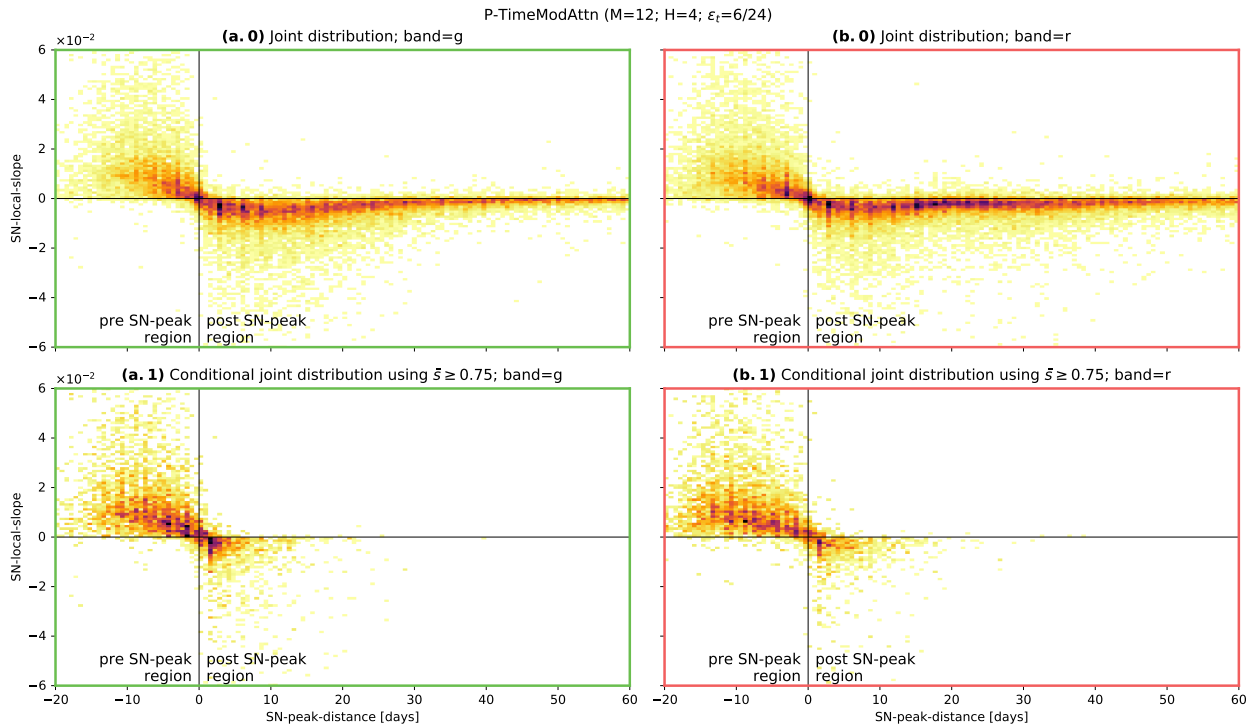 P-TimeModAttn (M=12; H=4; εₜ=6/24)
(a. 0) Joint distribution; band=g
(b. 0) Joint distribution; band=r
×10⁻²
6
4
2
0
−2
−4
−6
SN-local-slope
pre SN-peak
region
post SN-peak
region
pre SN-peak
region
post SN-peak
region
(a. 1) Conditional joint distribution using s̄ ≥ 0.75; band=g
(b. 1) Conditional joint distribution using s̄ ≥ 0.75; band=r
×10⁻²
6
4
2
0
−2
−4
−6
SN-local-slope
pre SN-peak
region
post SN-peak
region
pre SN-peak
region
post SN-peak
region
−20 −10 0 10 20 30 40 50 60
−20 −10 0 10 20 30 40 50 60
SN-peak-distance [days]
SN-peak-distance [days]